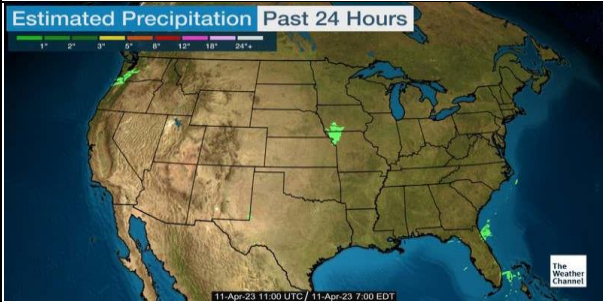 Estimated Precipitation Past 24 Hours
1" 2" 3" 5" 8" 12" 18" 24"+
The
Weather
Channel
11-Apr-23 11:00 UTC / 11-Apr-23 7:00 EDT